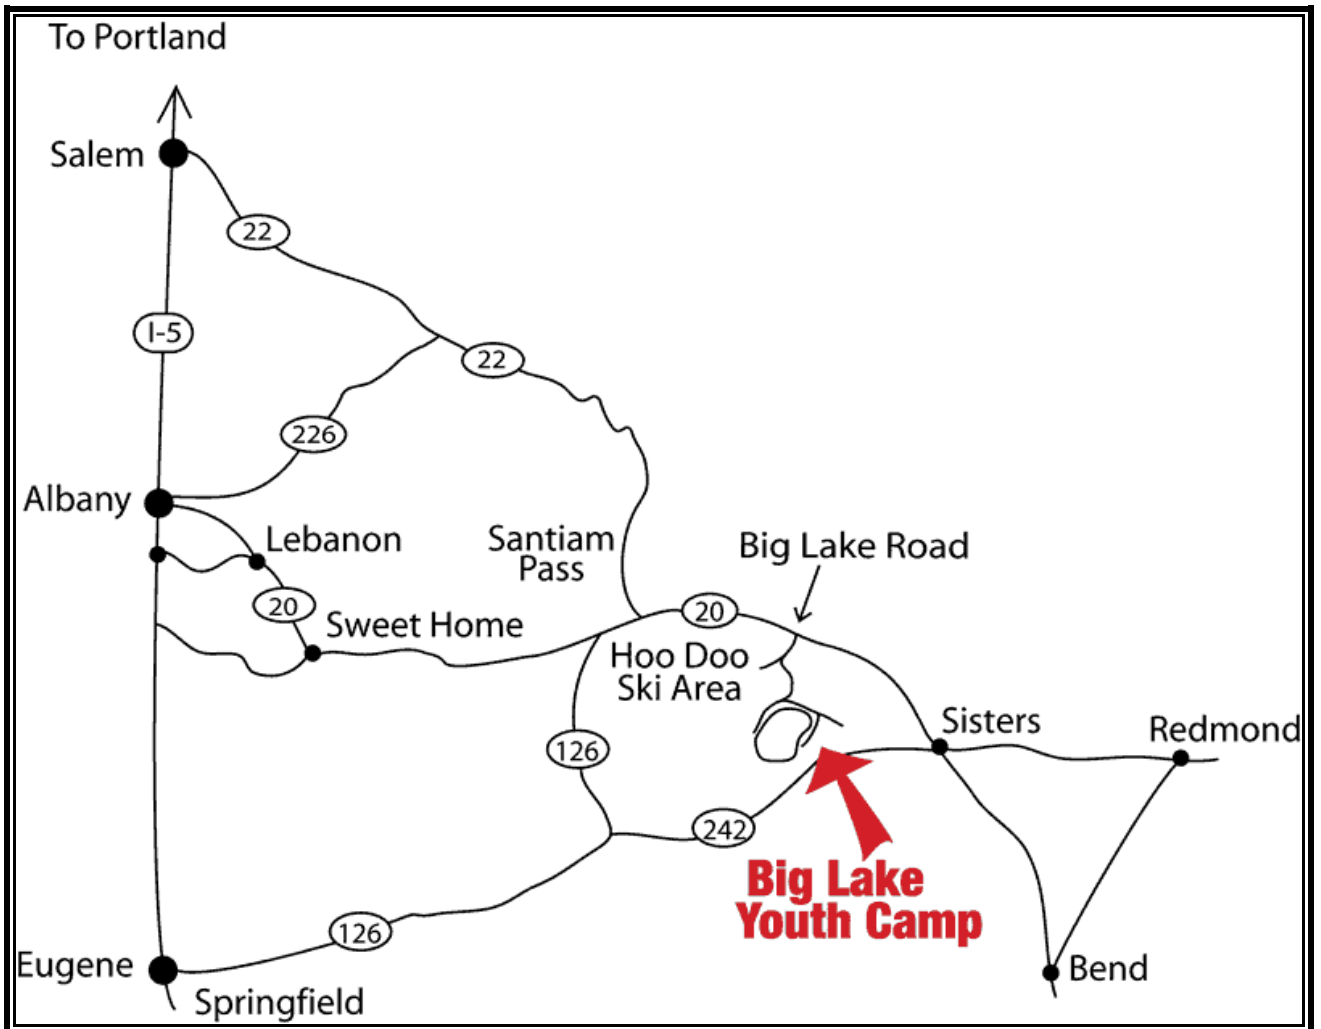 To Portland
Salem
22
I-5
22
226
Albany
Lebanon
Santiam
Pass
Big Lake Road
20
20
Sweet Home
Hoo Doo
Ski Area
Sisters
Redmond
126
242
Big Lake
Youth Camp
126
Eugene
Bend
Springfield